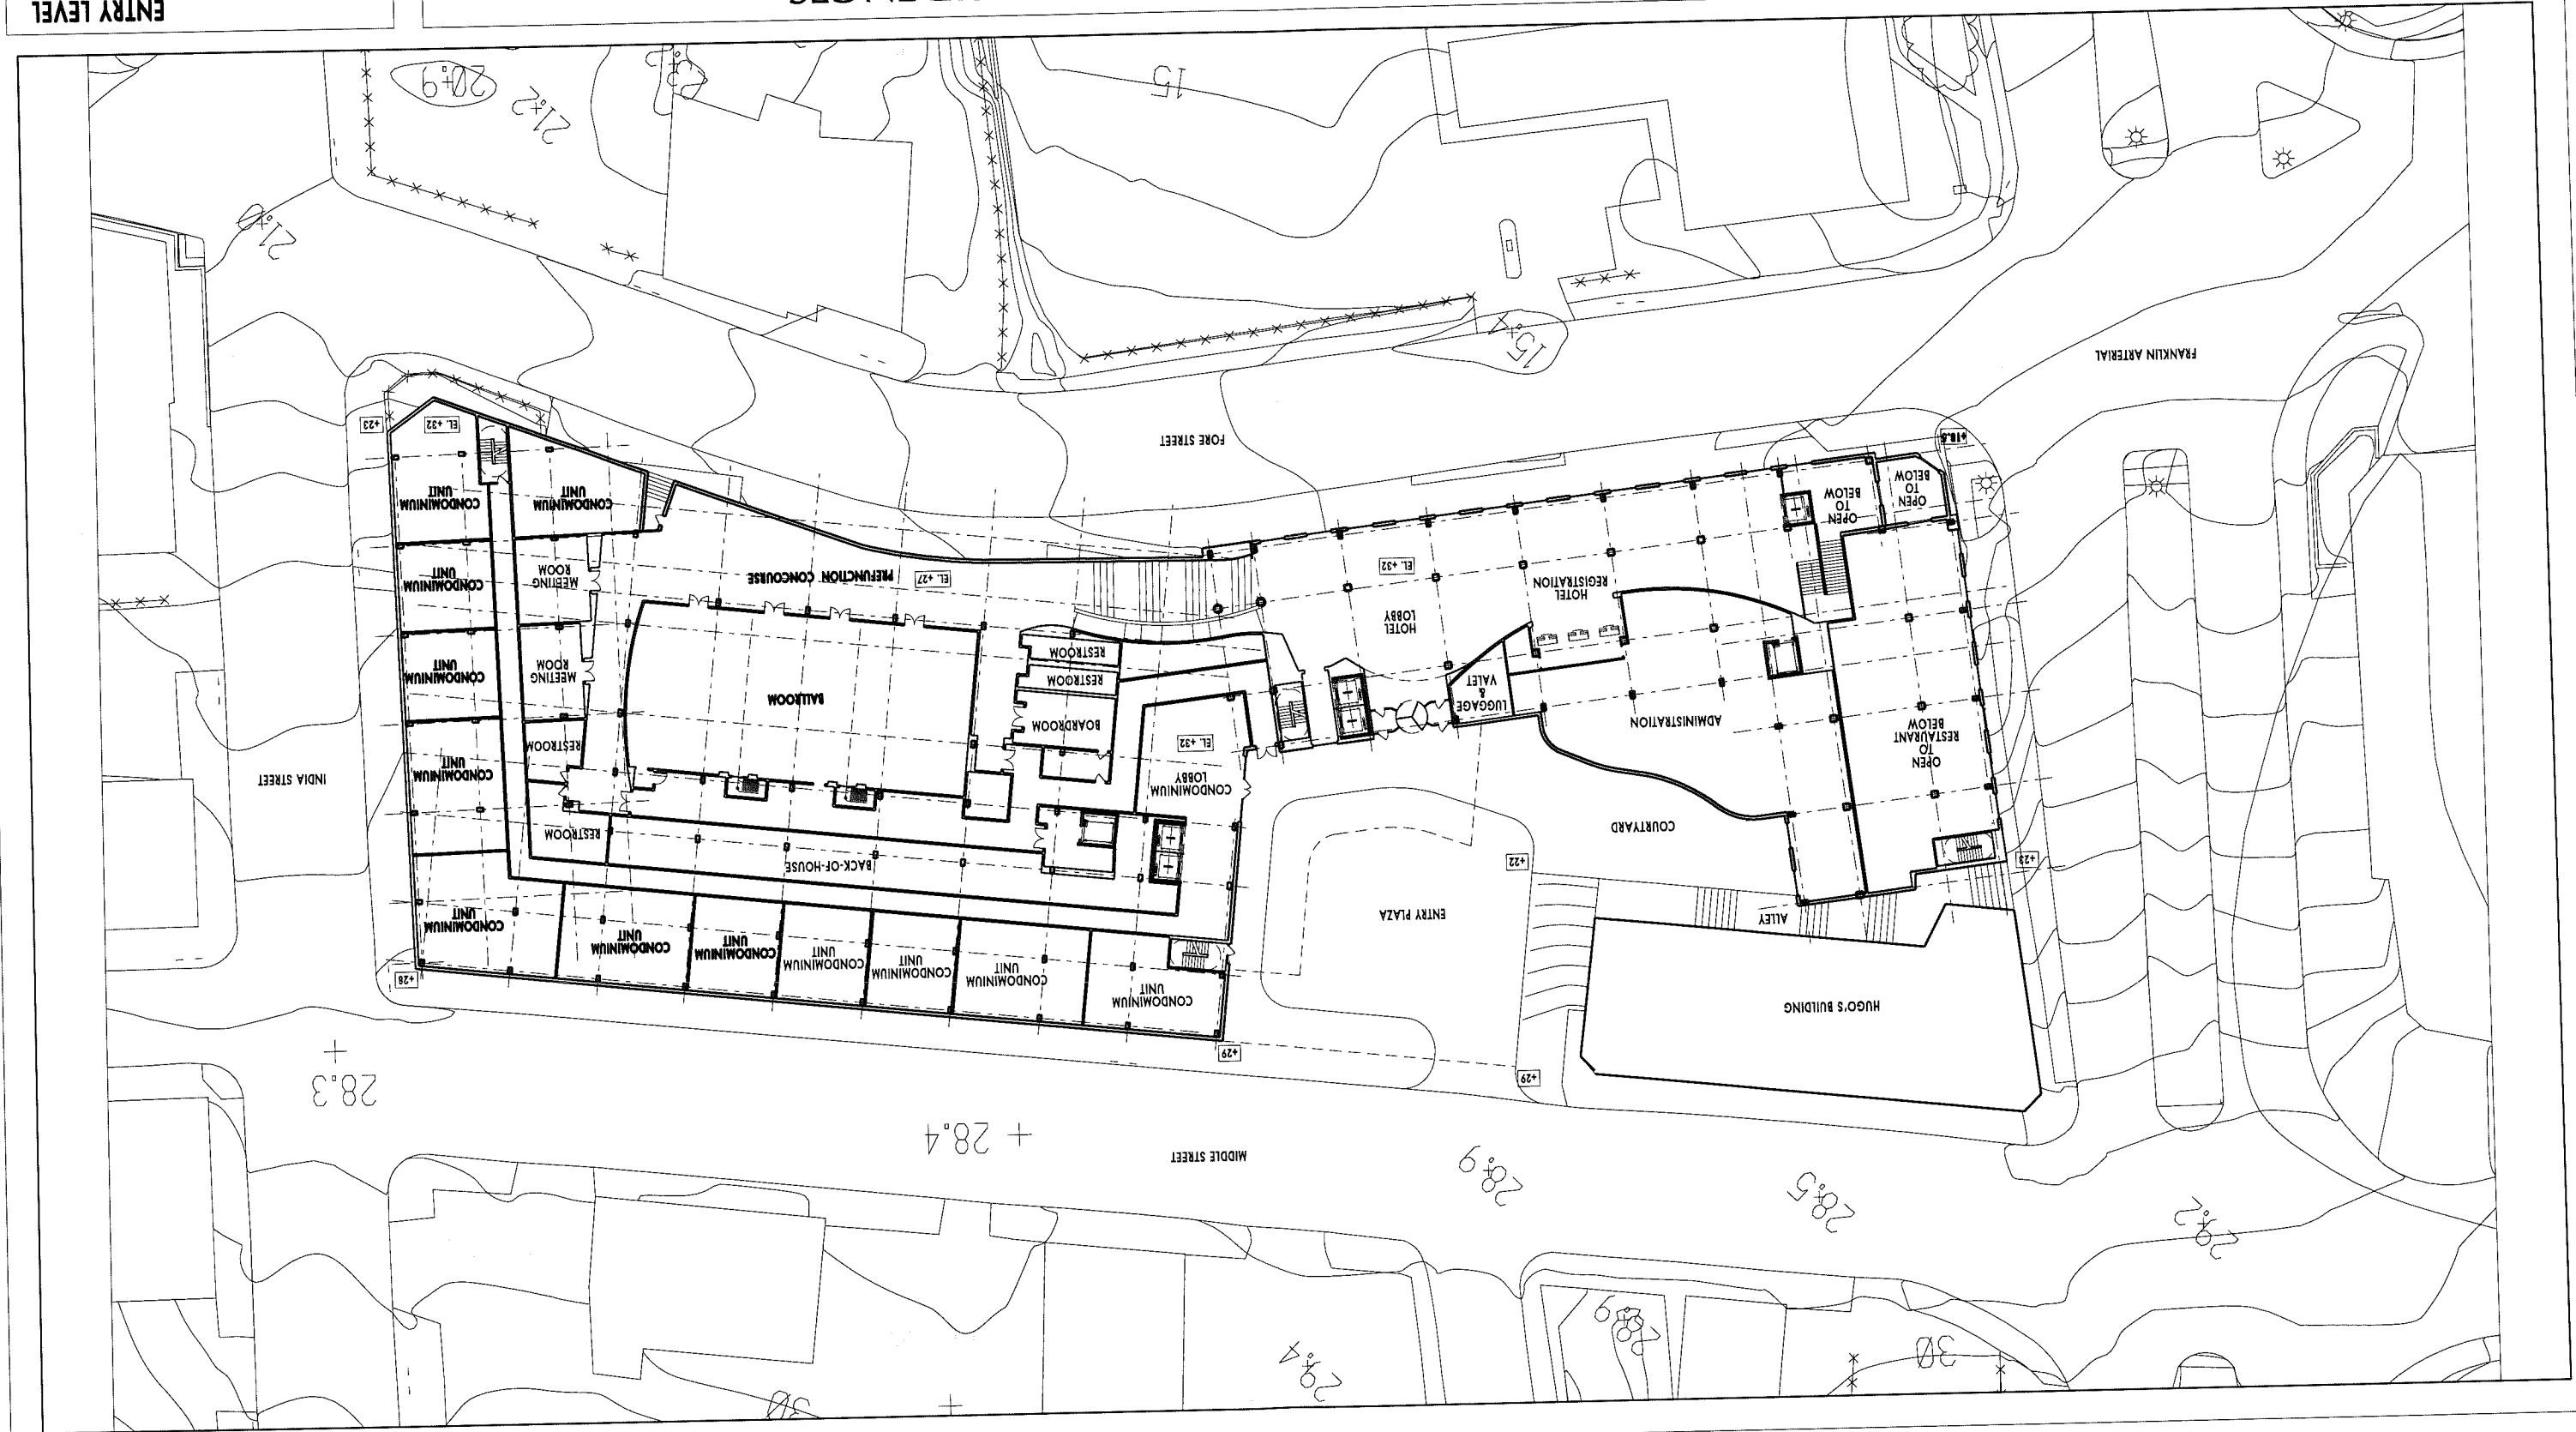 30
28.9
29.4
30
29.2
28.5
28.9
MIDDLE STREET
+ 28.4
28.3
+
HUGO'S BUILDING
+29
+29
+28
ALLEY
ENTRY PLAZA
+23
+22
COURTYARD
CONDOMINIUM
UNIT
CONDOMINIUM
UNIT
CONDOMINIUM
UNIT
CONDOMINIUM
UNIT
CONDOMINIUM
UNIT
CONDOMINIUM
UNIT
CONDOMINIUM
UNIT
BACK-OF-HOUSE
RESTROOM
OPEN
TO
RESTAURANT
BELOW
ADMINISTRATION
LUGGAGE
&
VALET
CONDOMINIUM
LOBBY
EL. +32
BOARDROOM
RESTROOM
RESTROOM
BALLROOM
RESTROOM
MEETING
ROOM
MEETING
ROOM
CONDOMINIUM
UNIT
CONDOMINIUM
UNIT
CONDOMINIUM
UNIT
INDIA STREET
HOTEL
REGISTRATION
HOTEL
LOBBY
EL. +32
EL. +27
PREFUNCTION CONCOURSE
OPEN
TO
BELOW
OPEN
TO
BELOW
+18.5
CONDOMINIUM
UNIT
CONDOMINIUM
UNIT
EL. +32
+23
FORE STREET
FRANKLIN ARTERIAL
21.0
15
21.2
20.9
ENTRY LEVEL